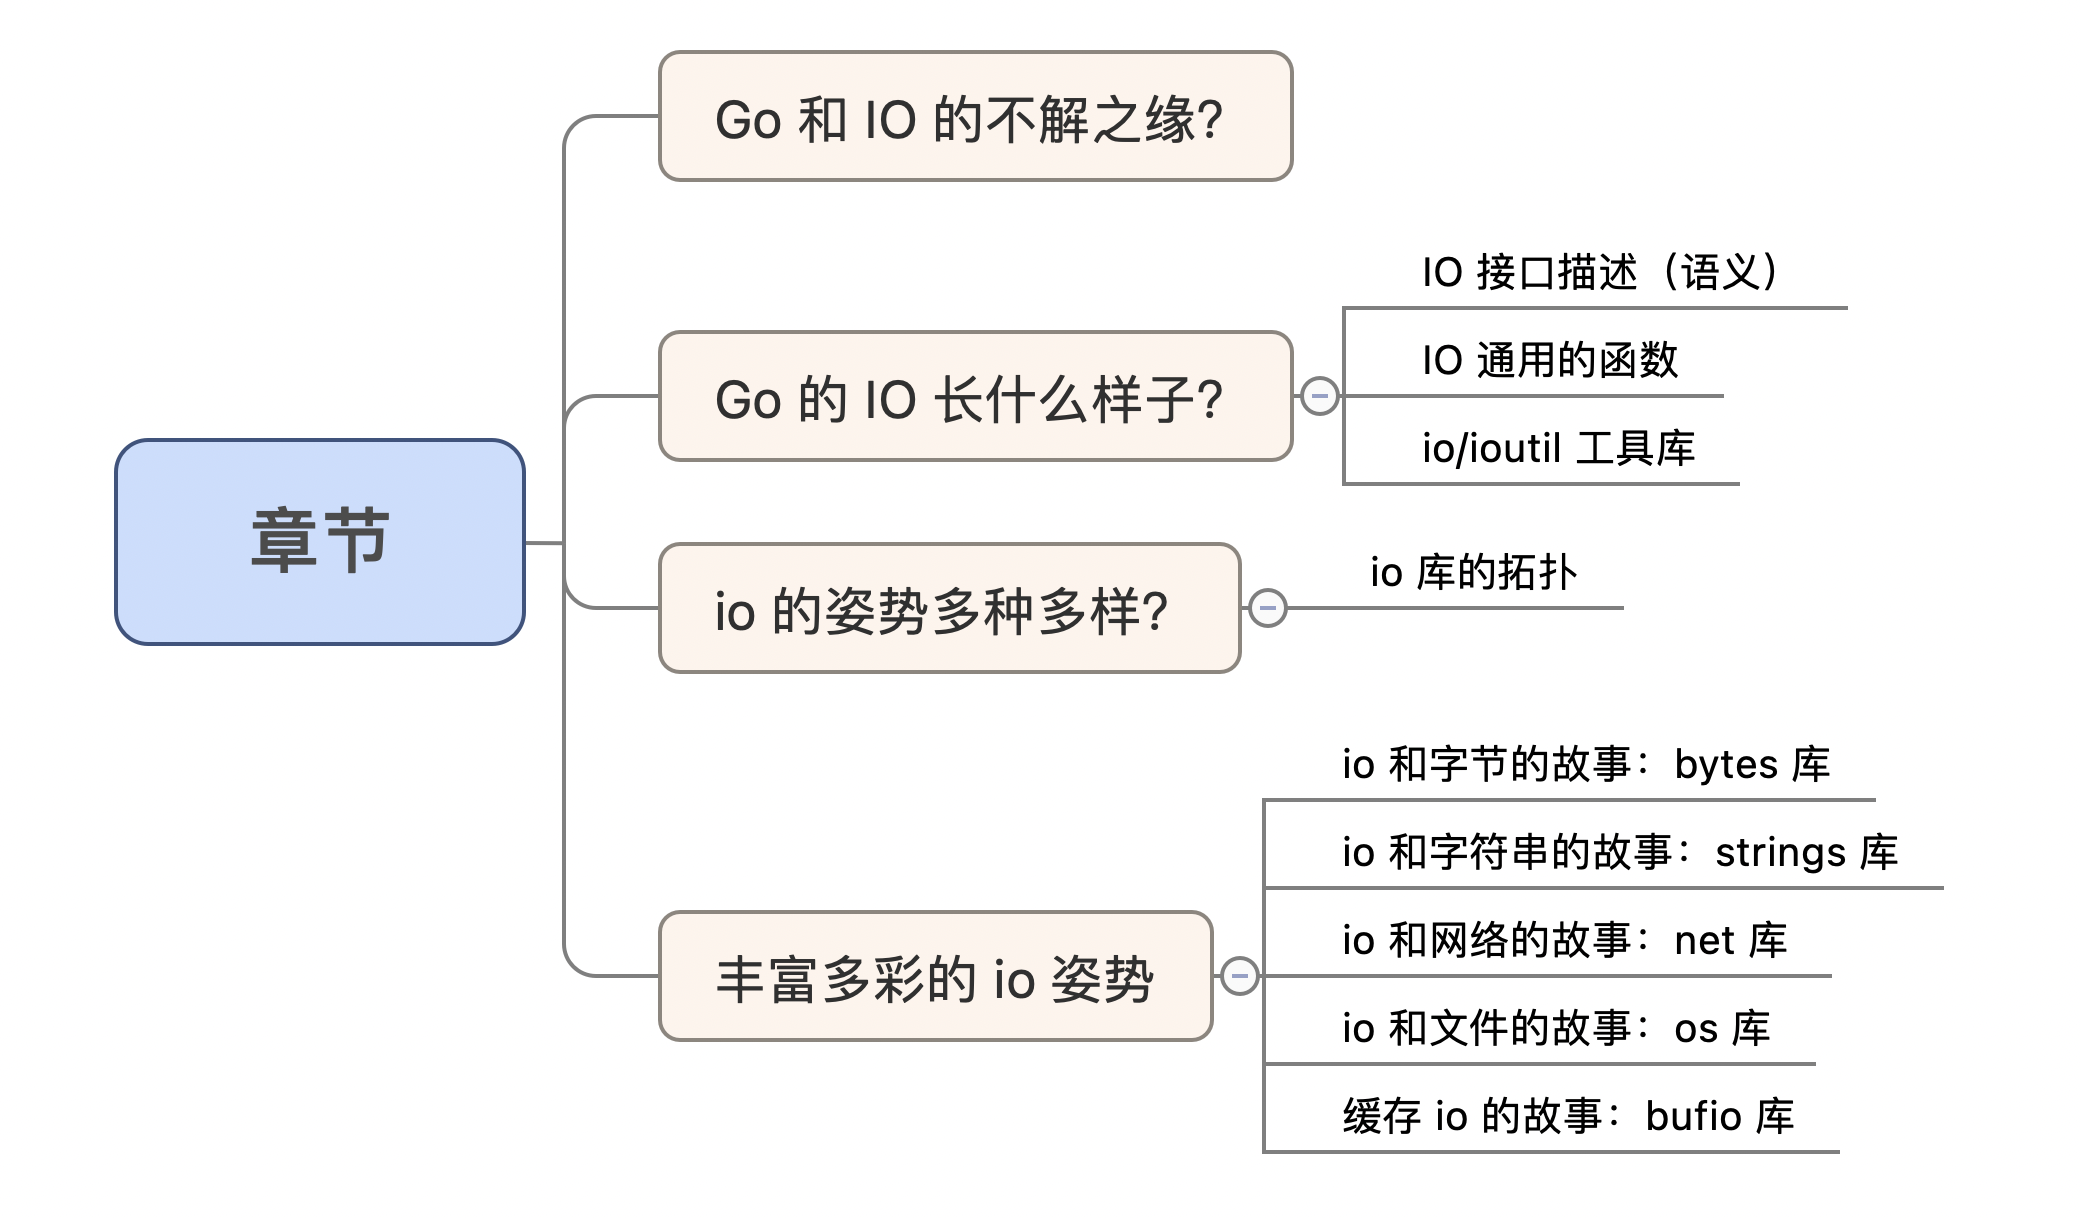 章节
Go 和 IO 的不解之缘?
Go 的 IO 长什么样子?
IO 接口描述（语义）
IO 通用的函数
io/ioutil 工具库
io 的姿势多种多样?
io 库的拓扑
丰富多彩的 io 姿势
io 和字节的故事：bytes 库
io 和字符串的故事：strings 库
io 和网络的故事：net 库
io 和文件的故事：os 库
缓存 io 的故事：bufio 库